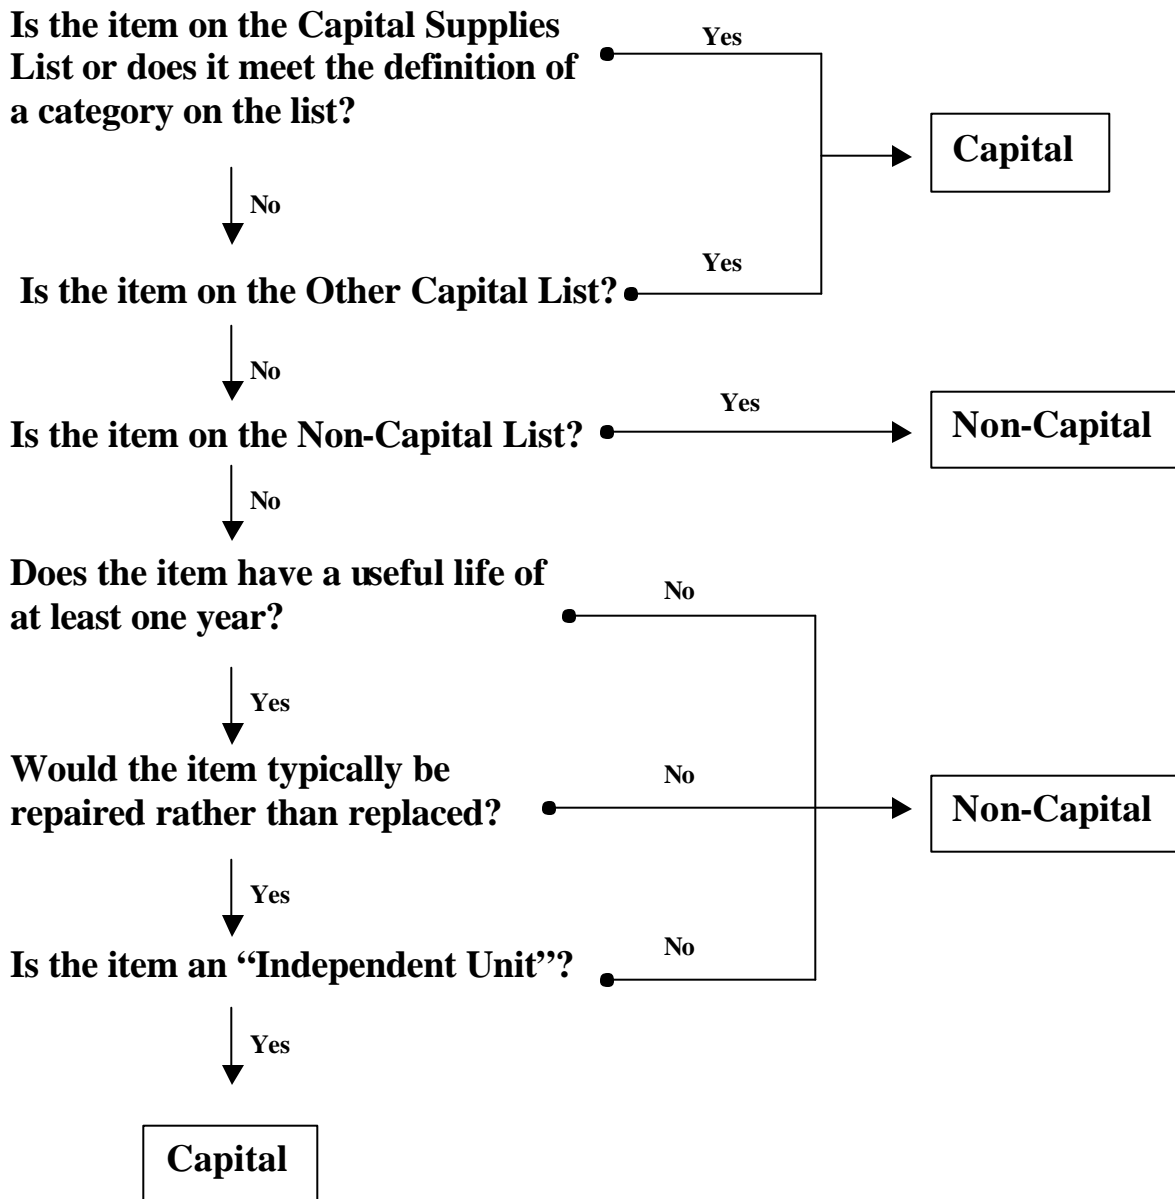 Is the item on the Capital Supplies
Yes
List or does it meet the definition of
a category on the list?
Capital
No
Yes
Is the item on the Other Capital List?
No
Yes
Is the item on the Non-Capital List?
Non-Capital
No
Does the item have a useful life of
No
at least one year?
Yes
Would the item typically be
No
repaired rather than replaced?
Non-Capital
Yes
No
Is the item an “Independent Unit”?
Yes
Capital